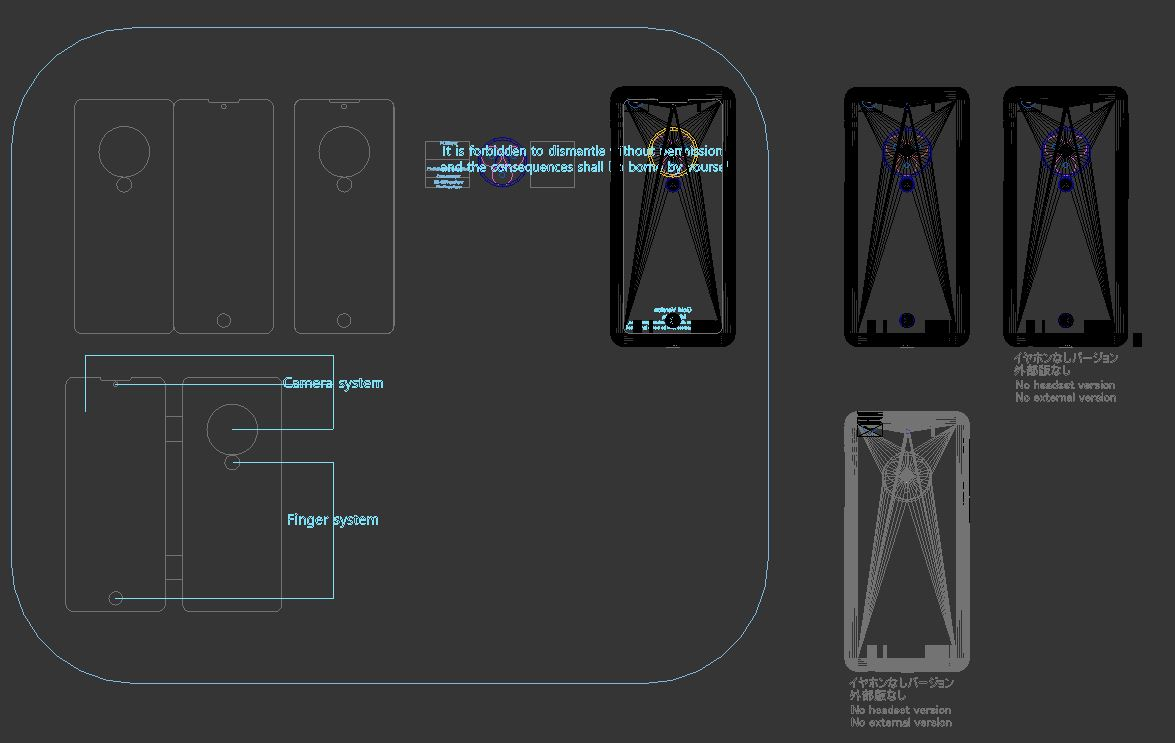 It is forbidden to dismantle without permission
and the consequences shall be borne by yourse
Camera system
Finger system
イヤホンなしバージョン
外部版なし
No headset version
No external version
イヤホンなしバージョン
外部版なし
No headset version
No external version